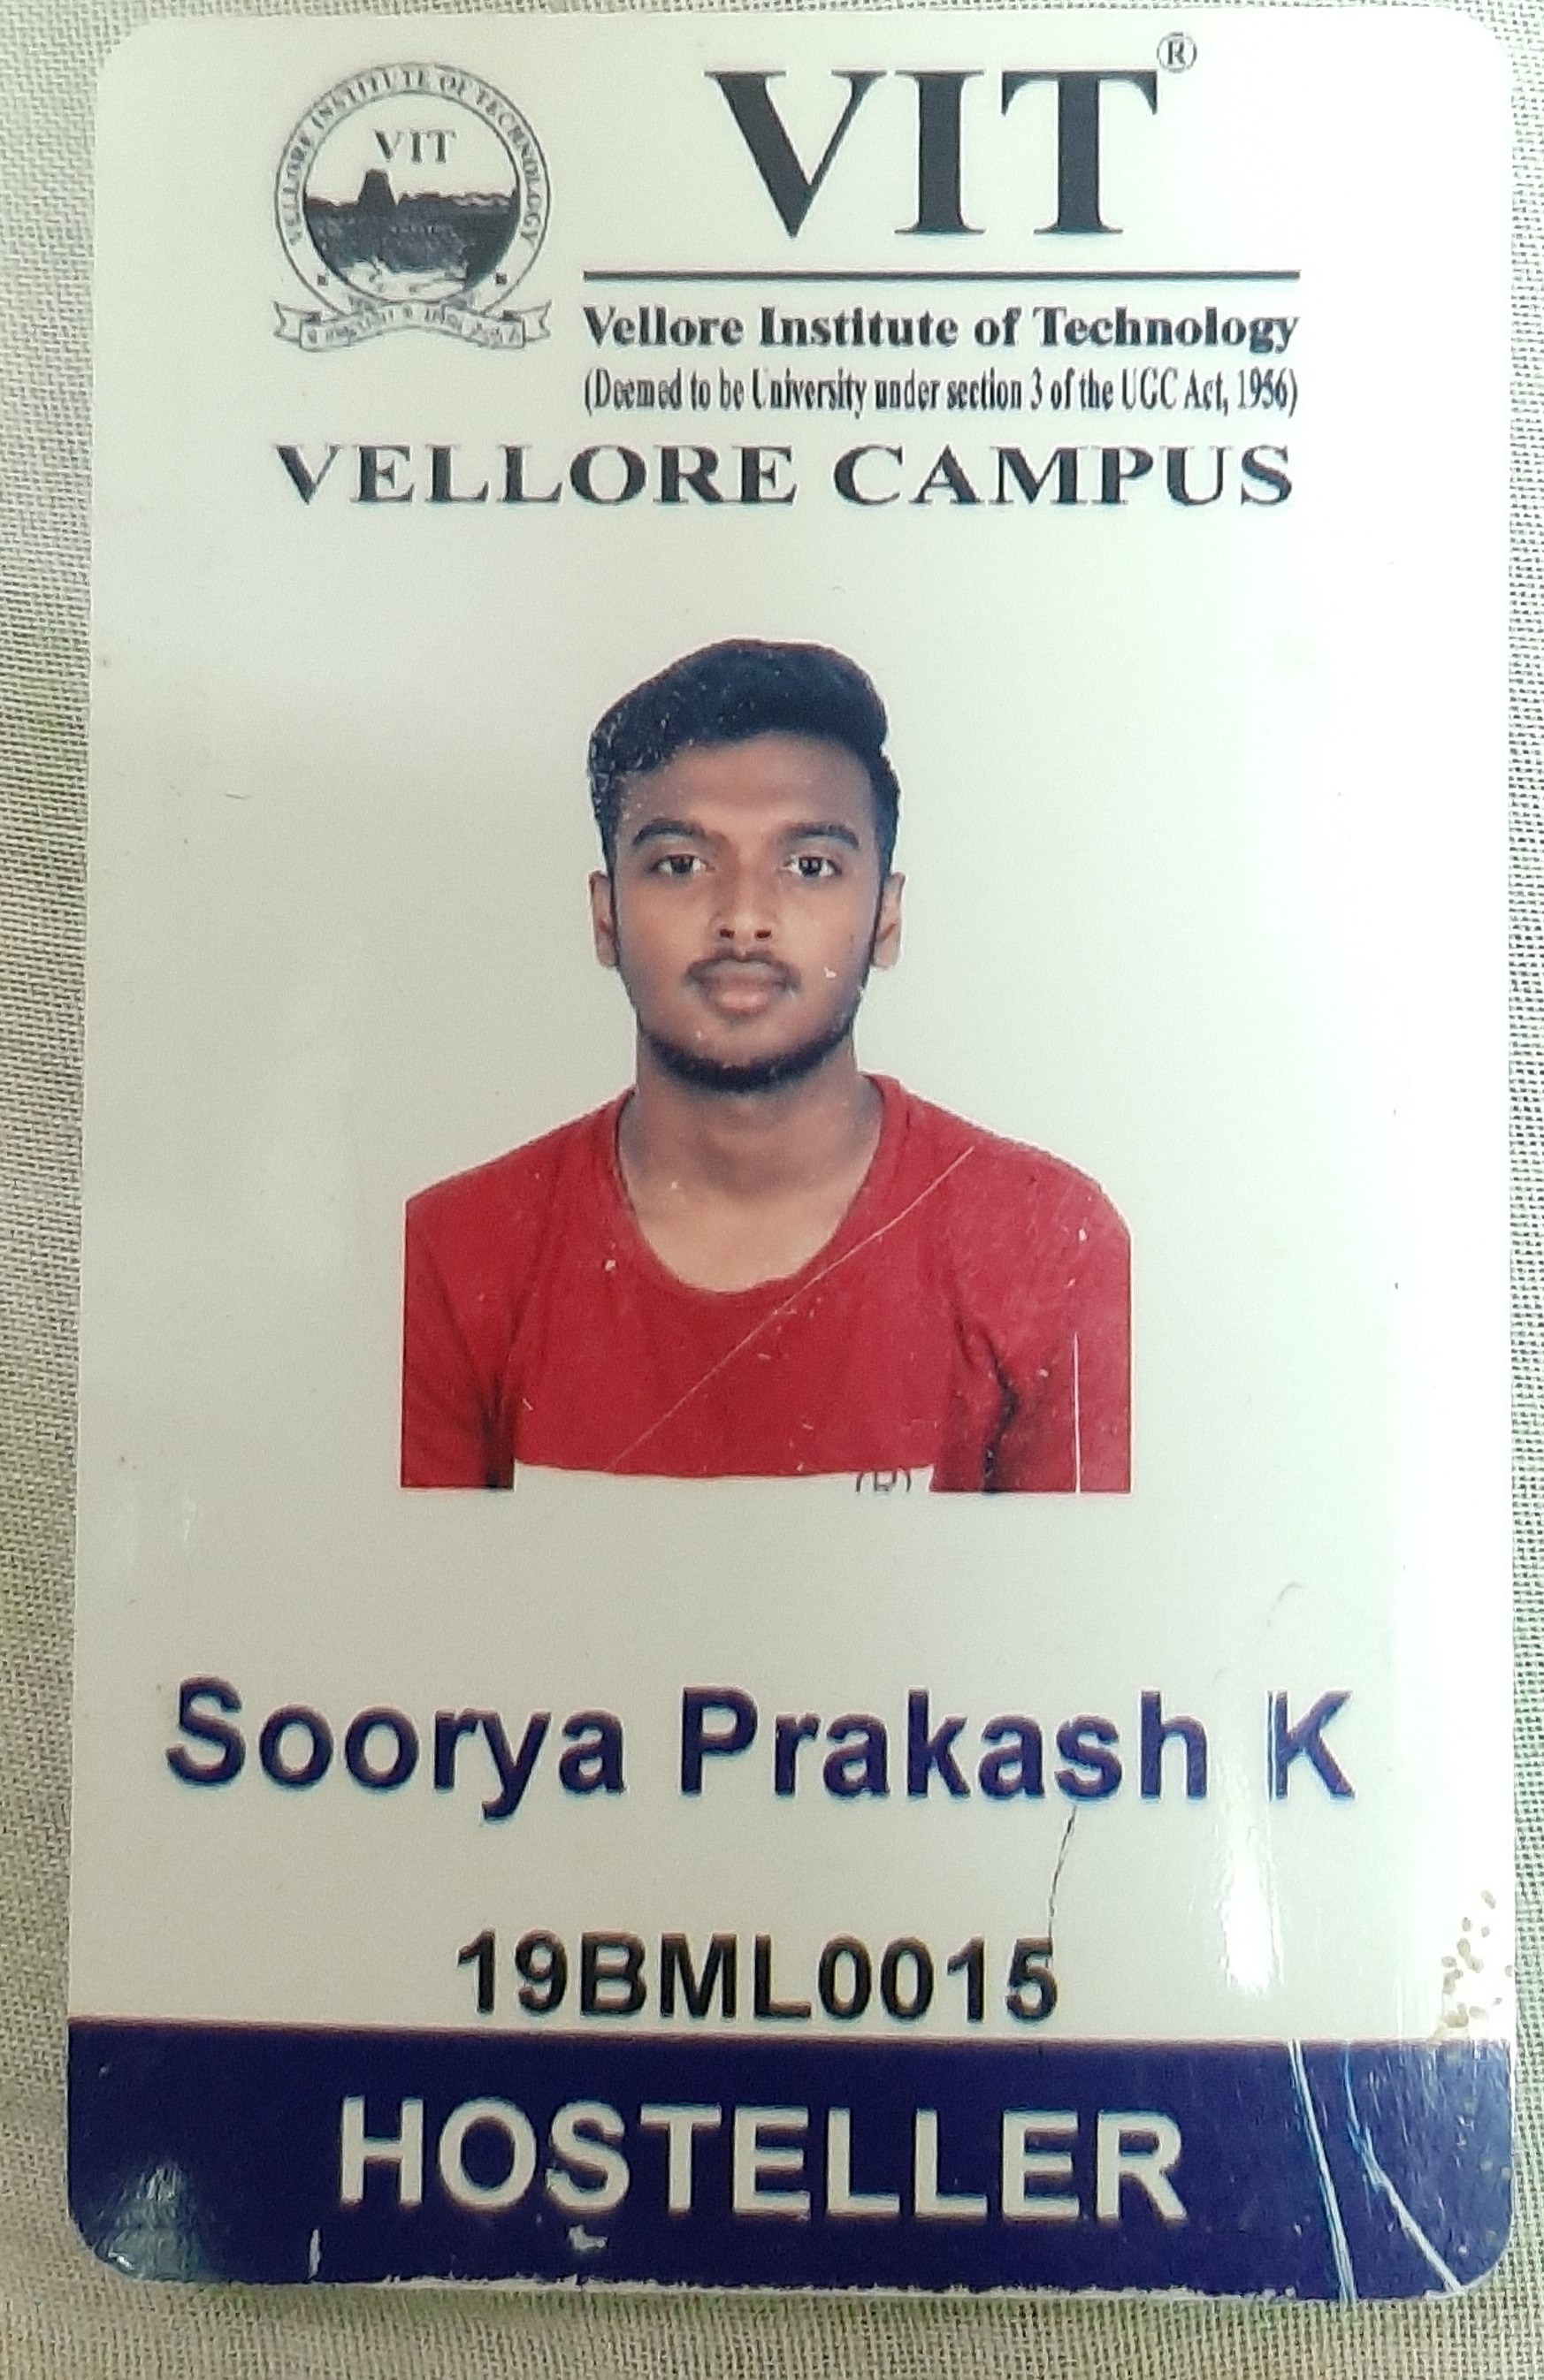 VELLORE INSTITUTE OF TECHNOLOGY
VIT
VIT®
Vellore Institute of Technology
(Deemed to be University under section 3 of the UGC Act, 1956)
VELLORE CAMPUS
Soorya Prakash K
19BML0015
HOSTELLER